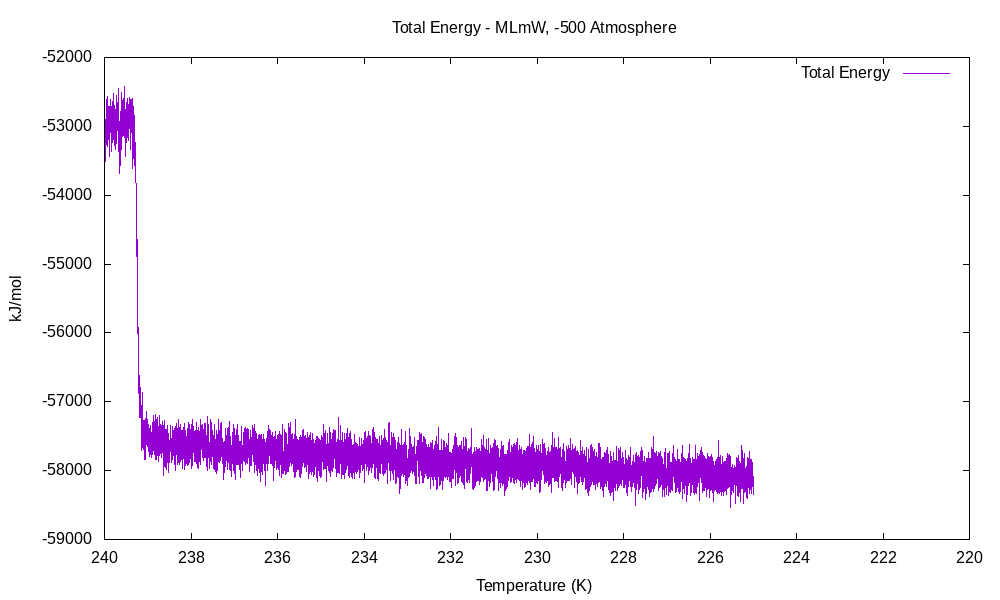 Total Energy - MLmW, -500 Atmosphere
Total Energy
-52000
-53000
-54000
-55000
-56000
-57000
-58000
-59000
kJ/mol
240 238 236 234 232 230 228 226 224 222 220
Temperature (K)